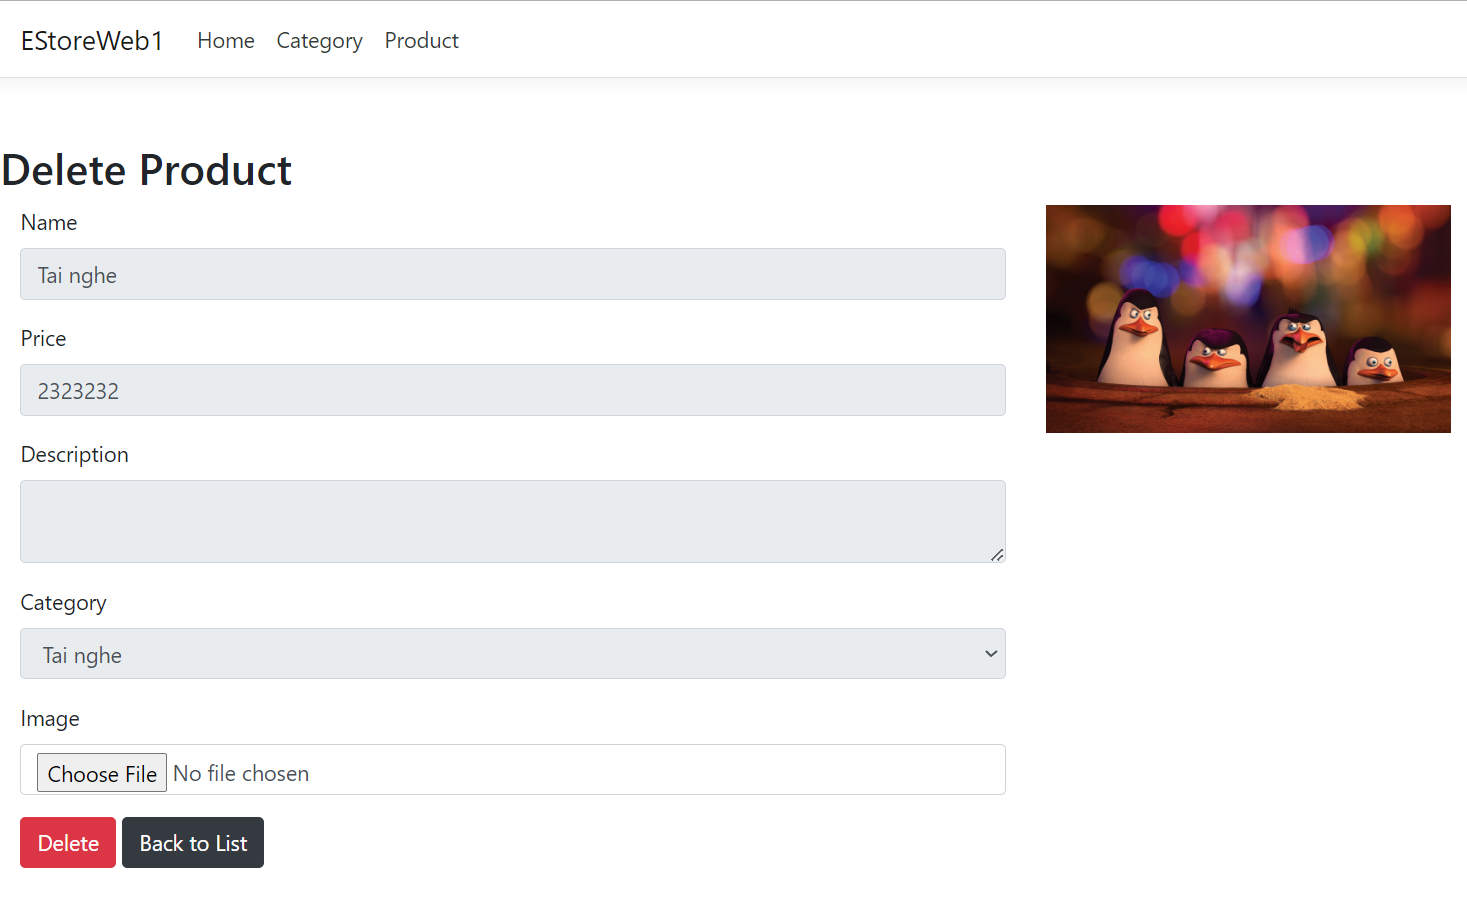 EStoreWeb1 Home Category Product
Delete Product
Name
Tai nghe
Price
2323232
Description
Category
Tai nghe
Image
Choose File No file chosen
Delete Back to List